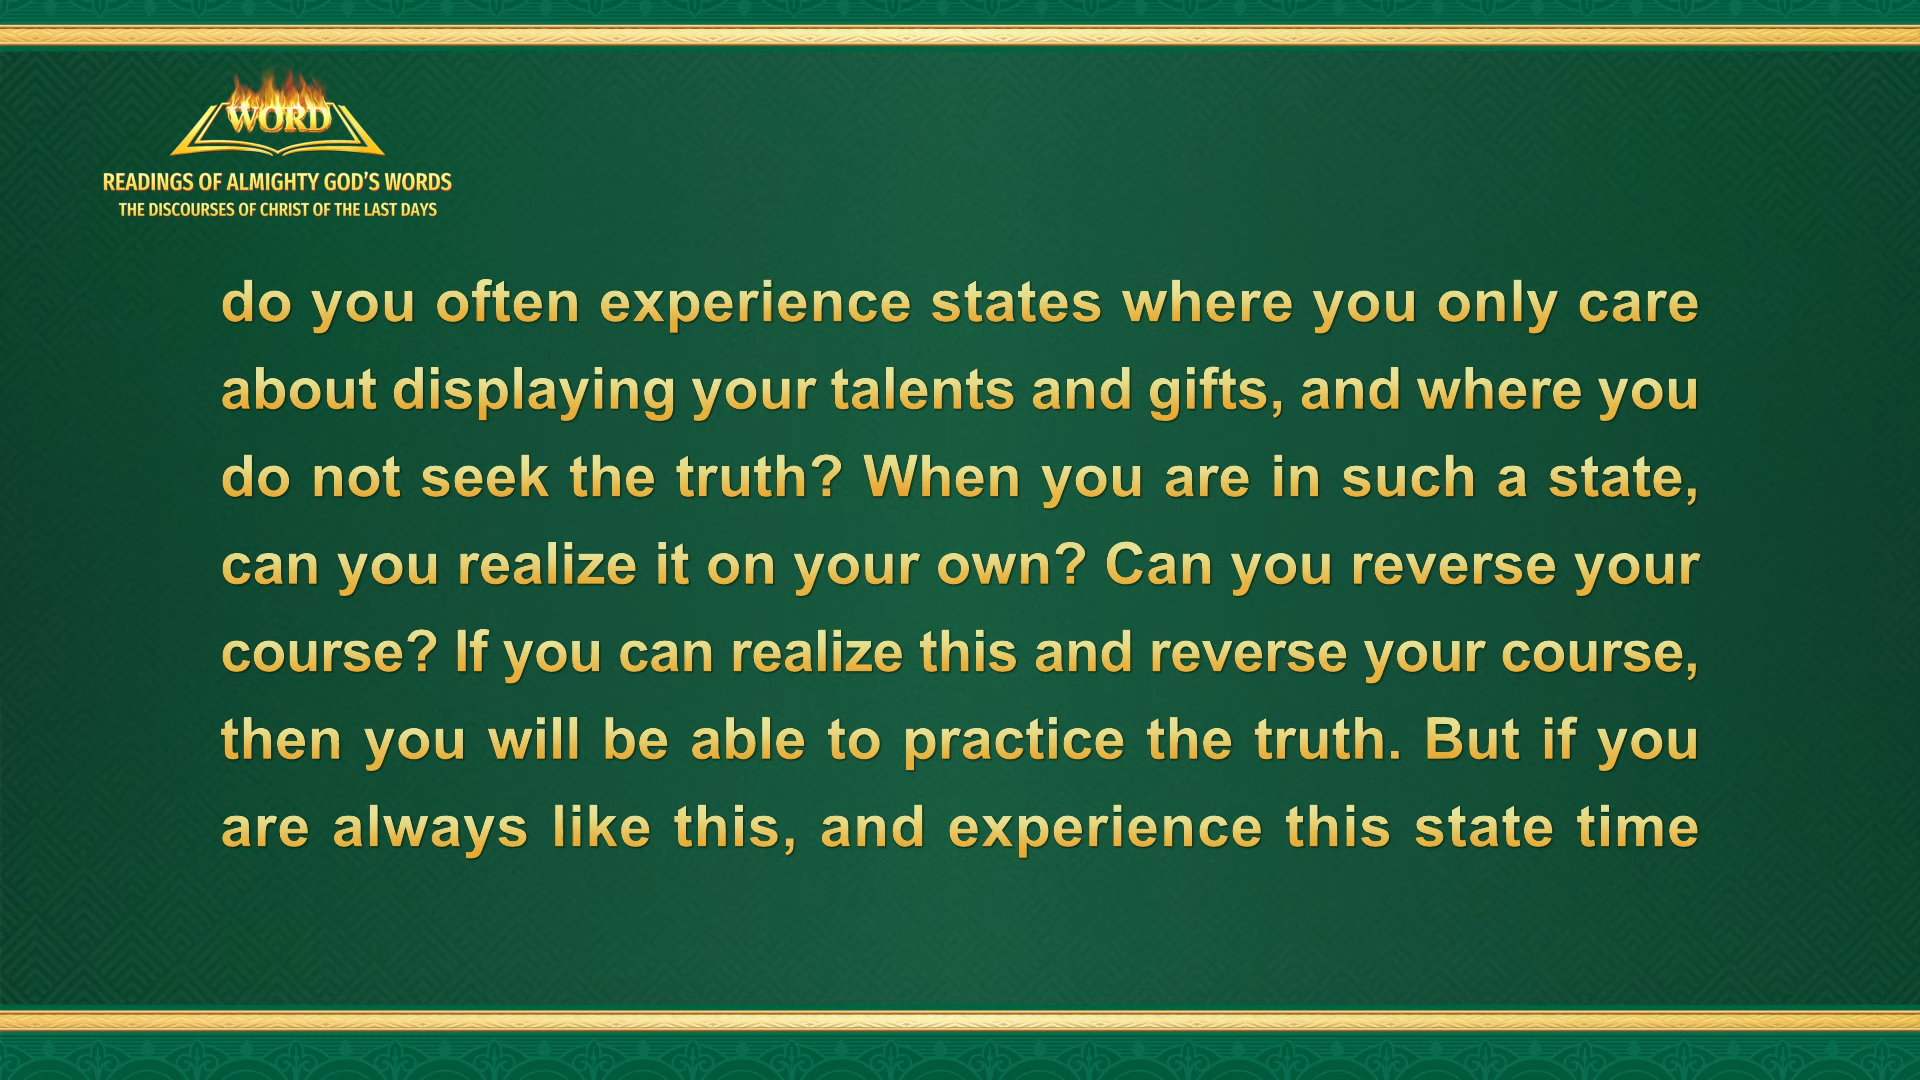 WORD
READINGS OF ALMIGHTY GOD'S WORDS
THE DISCOURSES OF CHRIST OF THE LAST DAYS
do you often experience states where you only care
about displaying your talents and gifts, and where you
do not seek the truth? When you are in such a state,
can you realize it on your own? Can you reverse your
course? If you can realize this and reverse your course,
then you will be able to practice the truth. But if you
are always like this, and experience this state time